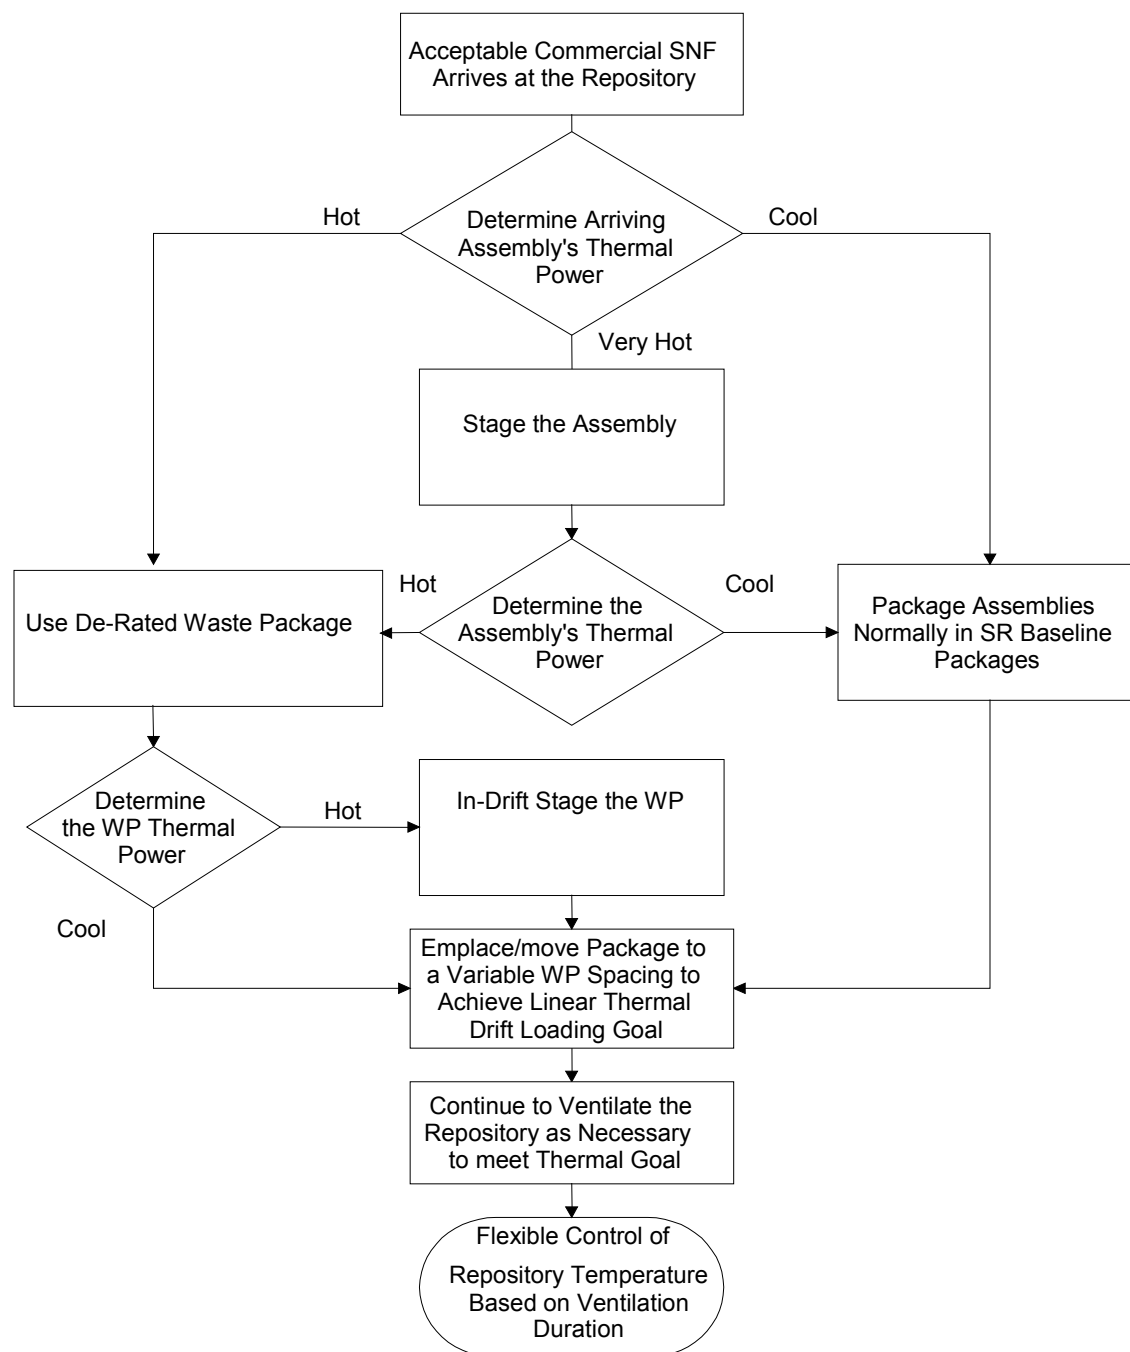 Acceptable Commercial SNF
Arrives at the Repository
Hot
Determine Arriving
Assembly's Thermal
Power
Cool
Very Hot
Stage the Assembly
Use De-Rated Waste Package
Hot
Determine the
Assembly's Thermal
Power
Cool
Package Assemblies
Normally in SR Baseline
Packages
Determine
the WP Thermal
Power
Hot
In-Drift Stage the WP
Cool
Emplace/move Package to
a Variable WP Spacing to
Achieve Linear Thermal
Drift Loading Goal
Continue to Ventilate the
Repository as Necessary
to meet Thermal Goal
Flexible Control of
Repository Temperature
Based on Ventilation
Duration